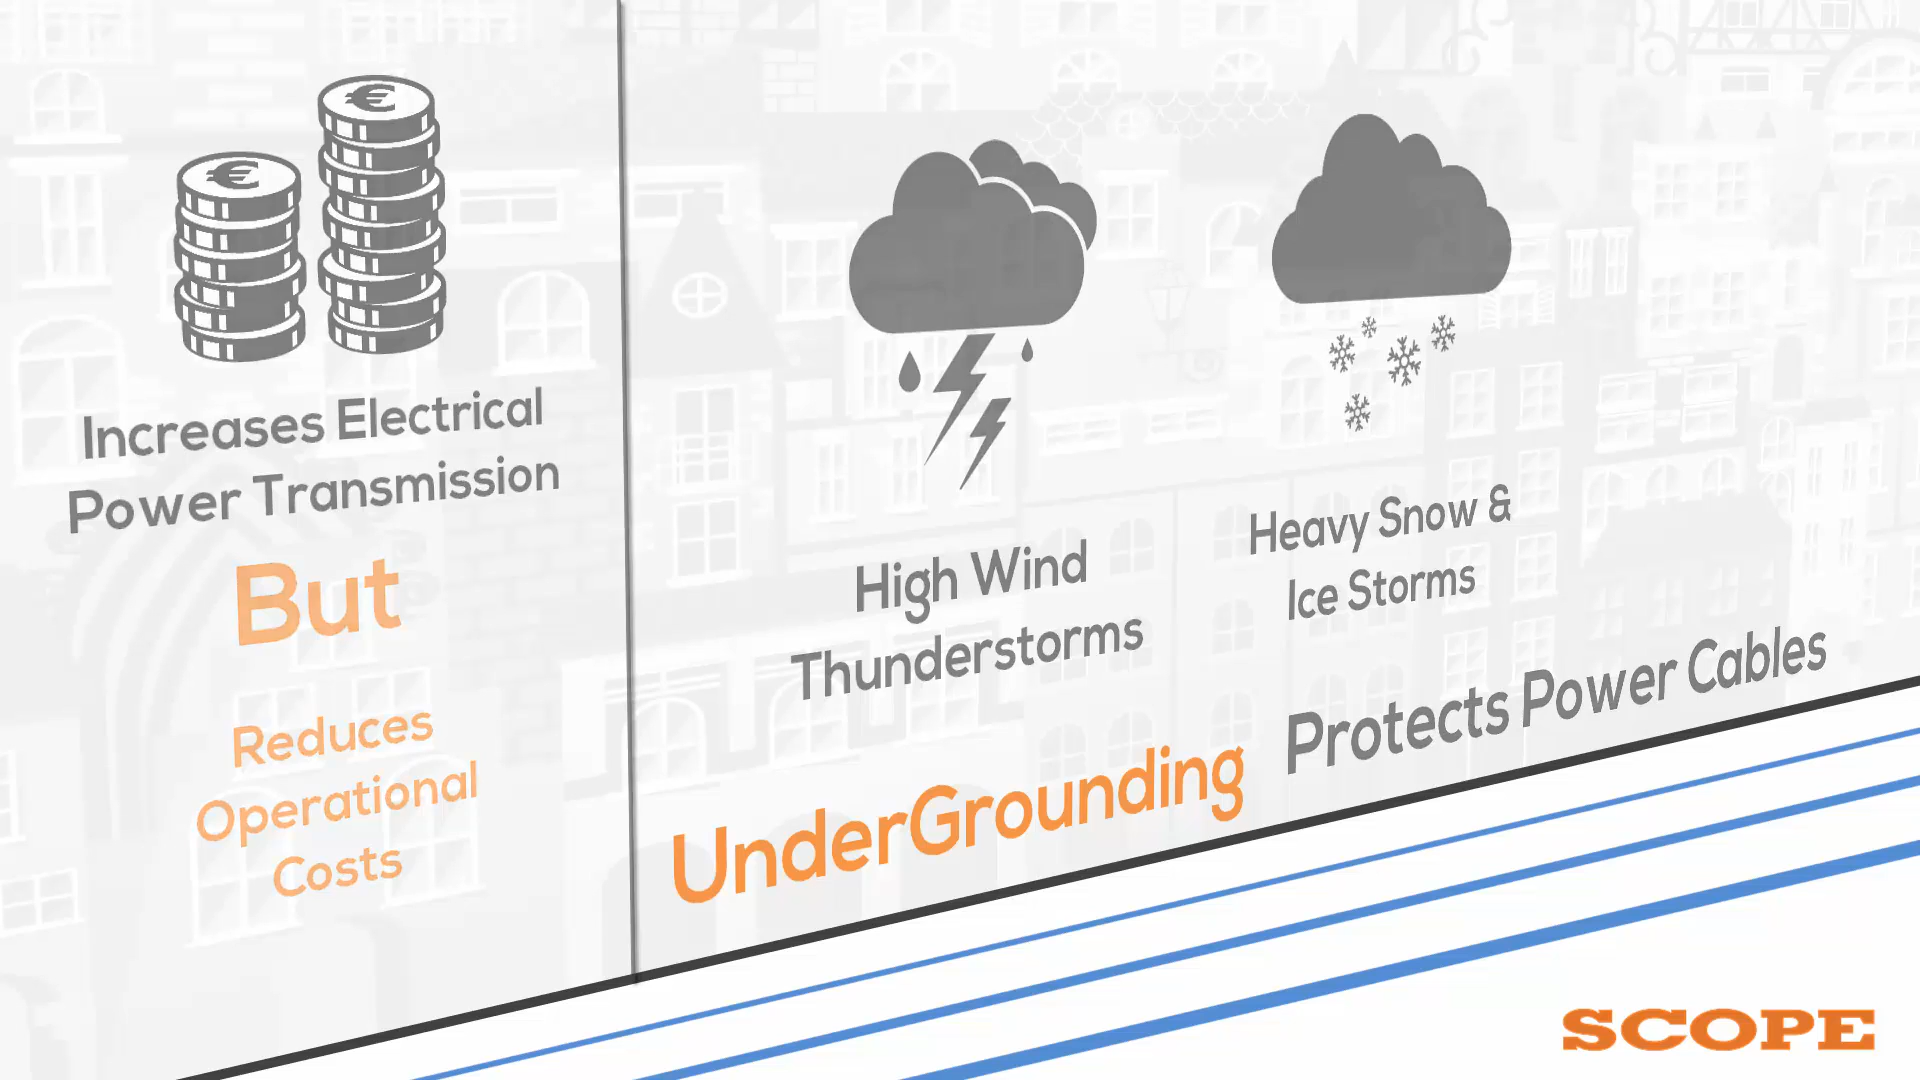 €
€
Increases Electrical
Power Transmission
But
Reduces
Operational
Costs
High Wind
Thunderstorms
Heavy Snow &
Ice Storms
UnderGrounding Protects Power Cables
SCOPE